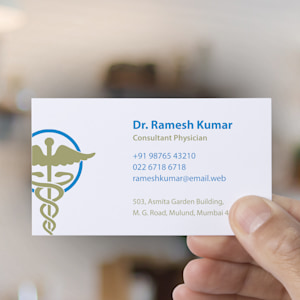 Dr. Ramesh Kumar
Consultant Physician
+91 98765 43210
022 6718 6718
rameshkumar@email.web
503, Asmita Garden Building,
M. G. Road, Mulund, Mumbai 4